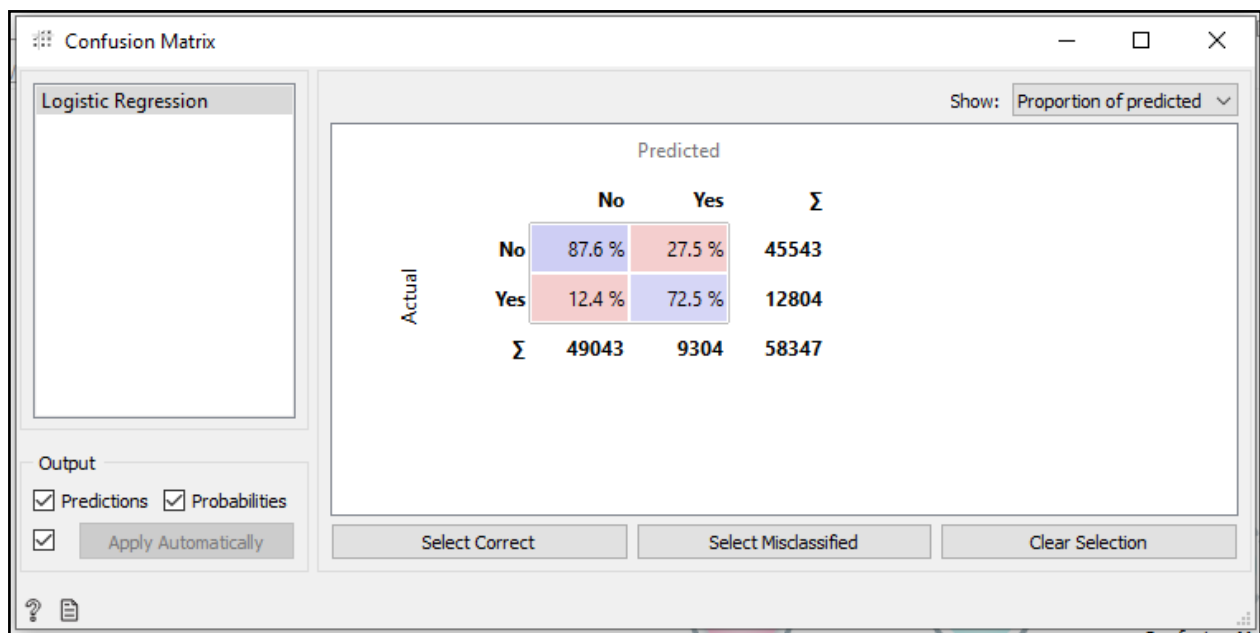 Confusion Matrix
Logistic Regression
Show: Proportion of predicted
Predicted
No Yes Σ
No 87.6 % 27.5 % 45543
Actual
Yes 12.4 % 72.5 % 12804
Σ 49043 9304 58347
Output
Predictions Probabilities
Apply Automatically
Select Correct Select Misclassified Clear Selection
?